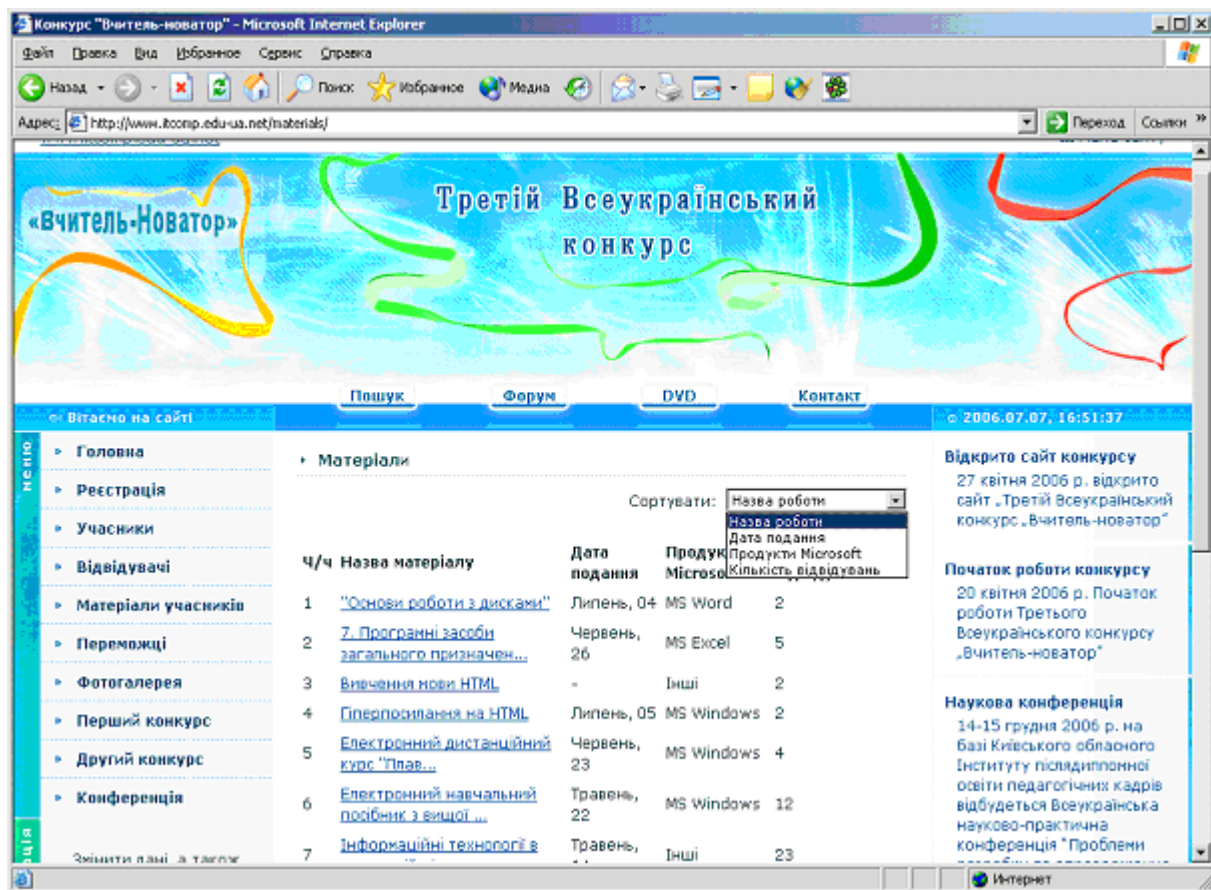 Конкурс "Вчитель-новатор" - Microsoft Internet Explorer
Файл Правка Вид Избранное Сервис Справка
Назад Поиск Избранное Медиа
Адрес: http://www.itcomp.edu-ua.net/materials/ Переход Ссылки »
«Вчитель-Новатор»
Третій Всеукраїнський
конкурс
Пошук Форум DVD Контакт
Вітаємо на сайті
2006.07.07, 16:51:37
меню
Головна
Реєстрація
Учасники
Відвідувачі
Матеріали учасників
Переможці
Фотогалерея
Перший конкурс
Другий конкурс
Конференція
Змінити дані, а також
Матеріали
Сортувати: Назва роботи
Назва роботи
Дата подання
Продукти Microsoft
Кількість відвідувань
Ч/ч Назва матеріалу Дата подання
1 "Основи роботи з дисками" Липень, 04 MS Word 2
2 7. Програмні засоби загального призначен... Червень, 26 MS Excel 5
3 Вивчення мови HTML - Інші 2
4 Гіперпосилання на HTML Липень, 05 MS Windows 2
5 Електронний дистанційний курс "Плав... Червень, 23 MS Windows 4
6 Електронний навчальний посібник з вищої ... Травень, 22 MS Windows 12
7 Інформаційні технології в Травень, Інші 23
Відкрито сайт конкурсу
27 квітня 2006 р. відкрито
сайт „Третій Всеукраїнський
конкурс „Вчитель-новатор"
Початок роботи конкурсу
20 квітня 2006 р. Початок
роботи Третього
Всеукраїнського конкурсу
„Вчитель-новатор"
Наукова конференція
14-15 грудня 2006 р. на
базі Київського обласного
Інституту післядипломної
освіти педагогічних кадрів
відбудеться Всеукраїнська
науково-практична
конференція "Проблеми
Интернет